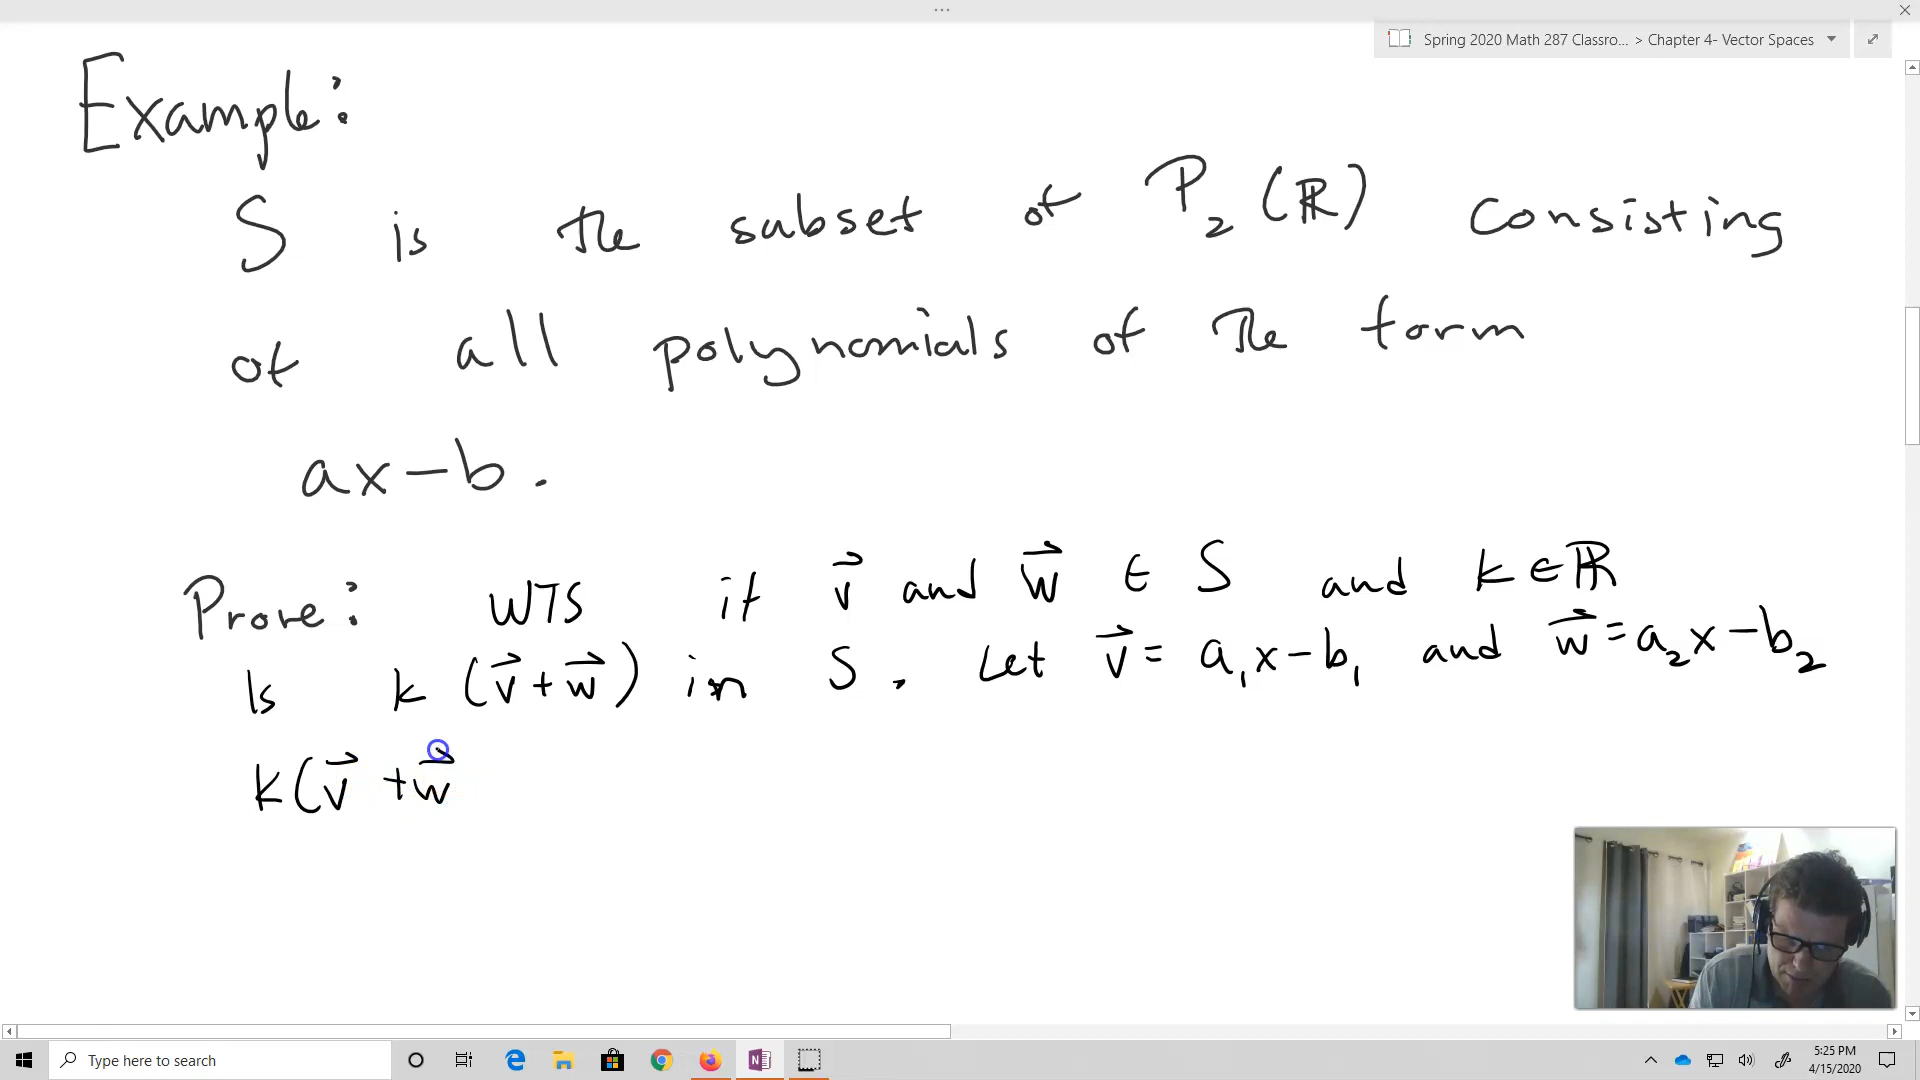 Spring 2020 Math 287 Classro... > Chapter 4- Vector Spaces
Example:
S is the subset of P₂(ℝ) consisting
of all polynomials of the form
ax-b.
Prove: WTS if v⃗ and w⃗ ∈ S and k∈ℝ
Is k(v⃗+w⃗) in S. Let v⃗ = a₁x-b₁ and w⃗=a₂x-b₂
k(v⃗ +w⃗
Type here to search
5:25 PM
4/15/2020